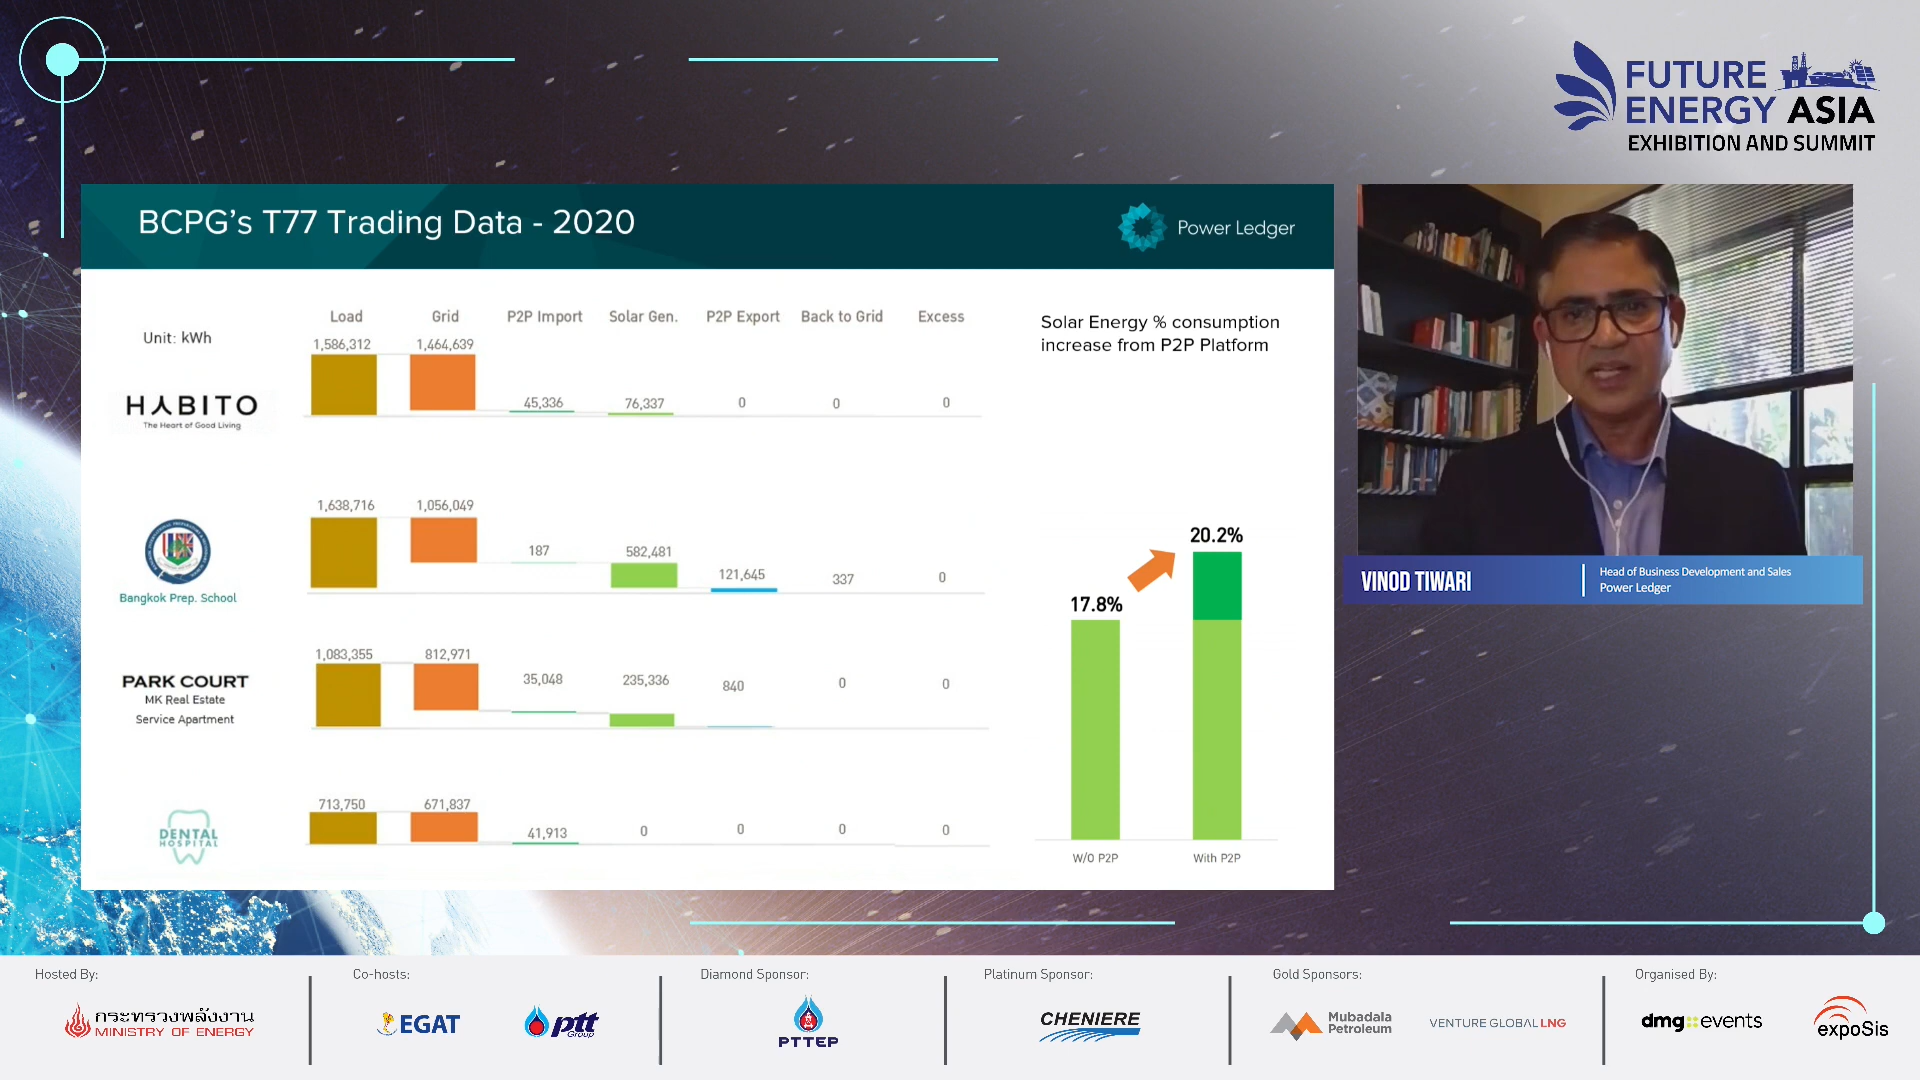 FUTURE
ENERGY ASIA
EXHIBITION AND SUMMIT
BCPG's T77 Trading Data - 2020
Power Ledger
Unit: kWh
Load Grid P2P Import Solar Gen. P2P Export Back to Grid Excess
1,586,312 1,464,639 45,336 76,337 0 0 0
HABITO
The Heart of Good Living
1,638,716 1,056,049 187 582,481 121,645 337 0
Bangkok Prep. School
1,083,355 812,971 35,048 235,336 840 0 0
PARK COURT
MK Real Estate
Service Apartment
713,750 671,837 41,913 0 0 0 0
DENTAL
HOSPITAL
Solar Energy % consumption
increase from P2P Platform
20.2%
17.8%
W/O P2P With P2P
VINOD TIWARI
Head of Business Development and Sales
Power Ledger
Hosted By:
กระทรวงพลังงาน
MINISTRY OF ENERGY
Co-hosts:
EGAT
ptt
Group
Diamond Sponsor:
PTTEP
Platinum Sponsor:
CHENIERE
Gold Sponsors:
Mubadala
Petroleum
VENTURE GLOBAL LNG
Organised By:
dmg::events
expoSis